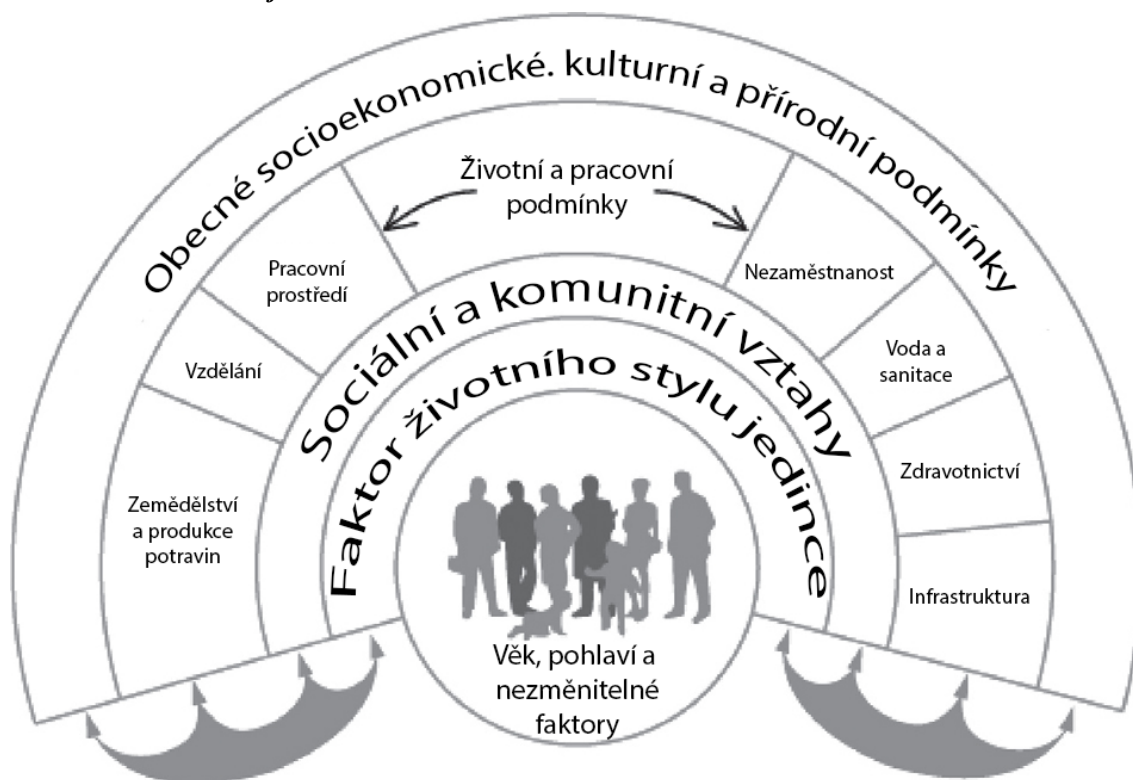 Obecné socioekonomické. kulturní a přírodní podmínky
Životní a pracovní
podmínky
Pracovní
prostředí
Nezaměstnanost
Vzdělání
Voda a
sanitace
Zemědělství
a produkce
potravin
Zdravotnictví
Infrastruktura
Sociální a komunitní vztahy
Faktor životního stylu jedince
Věk, pohlaví a
nezměnitelné
faktory